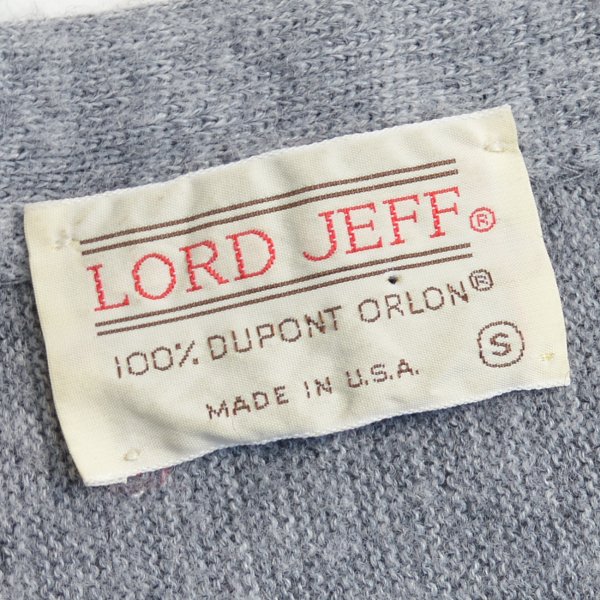 LORD JEFF®
100% DUPONT ORLON®
S
MADE IN U.S.A.